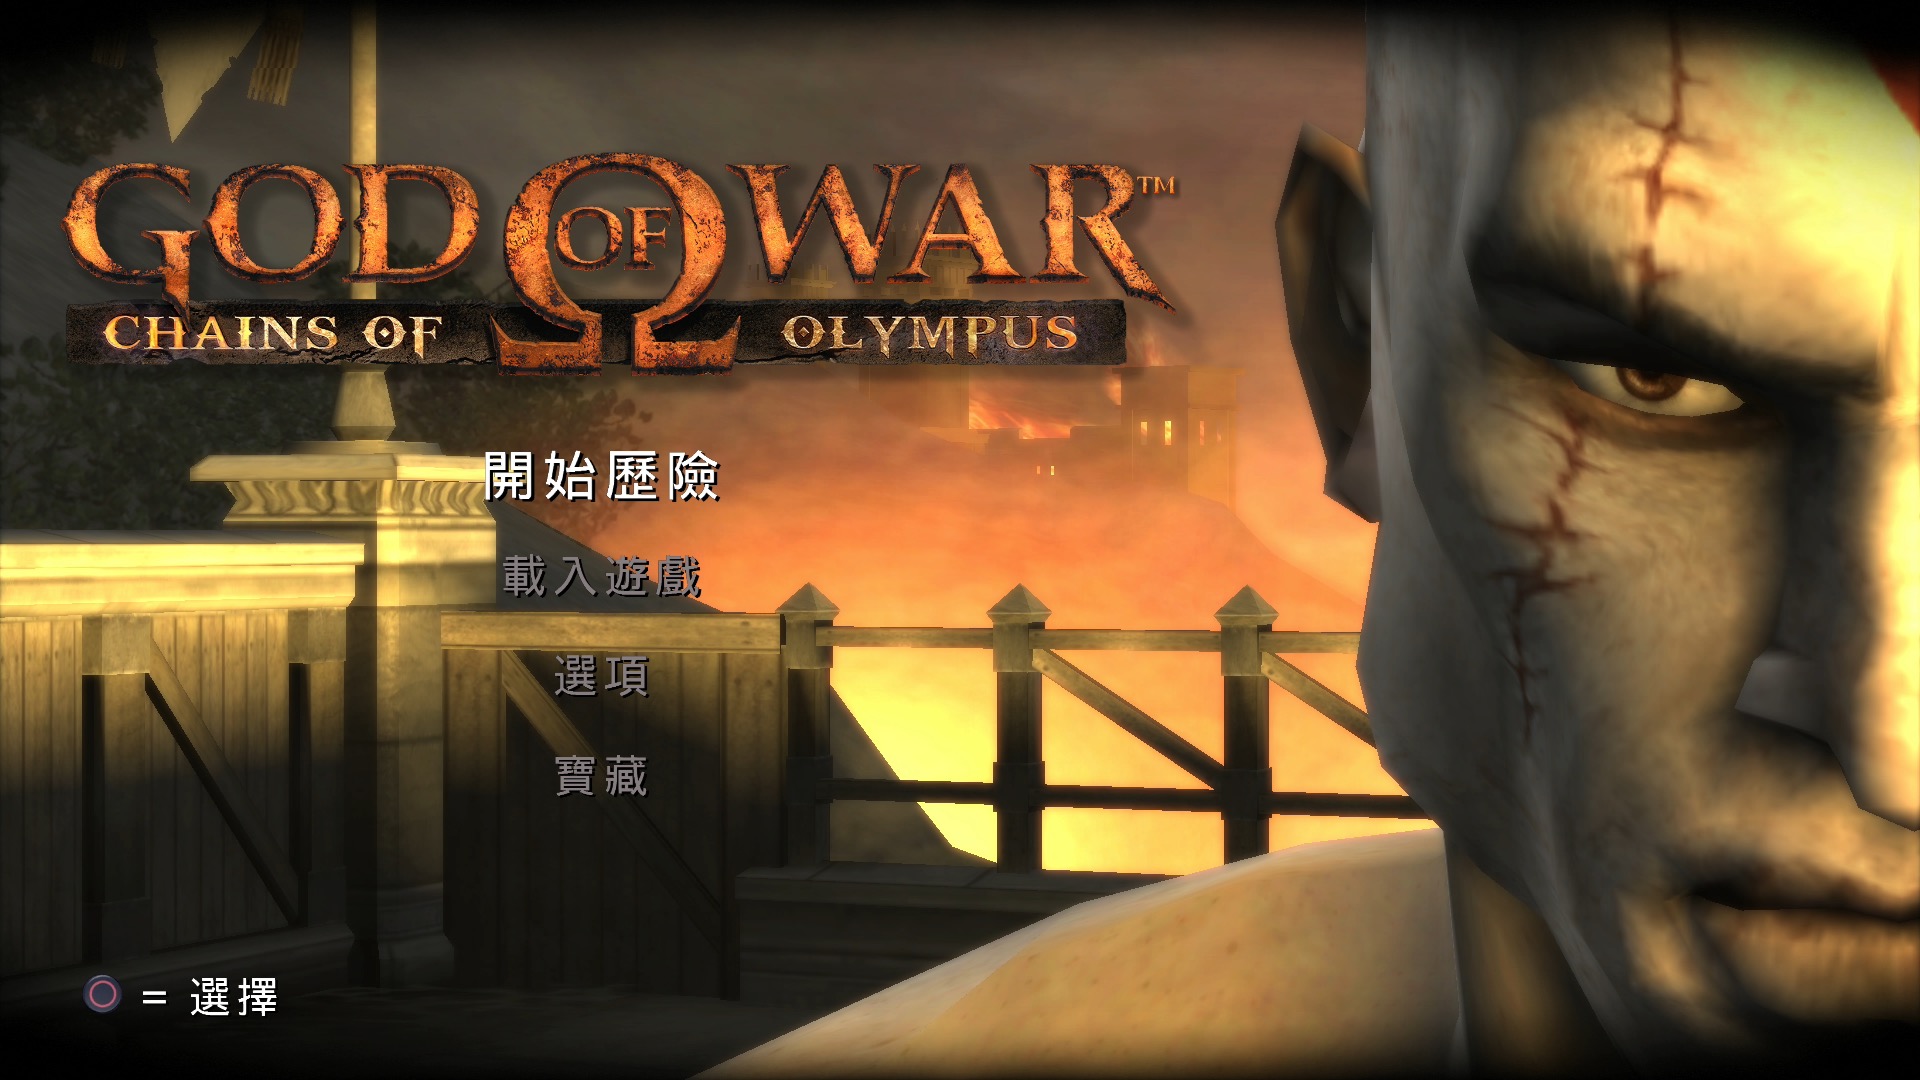 GOD OF WAR™
CHAINS OF OLYMPUS
開始歷險
載入遊戲
選項
寶藏
= 選擇